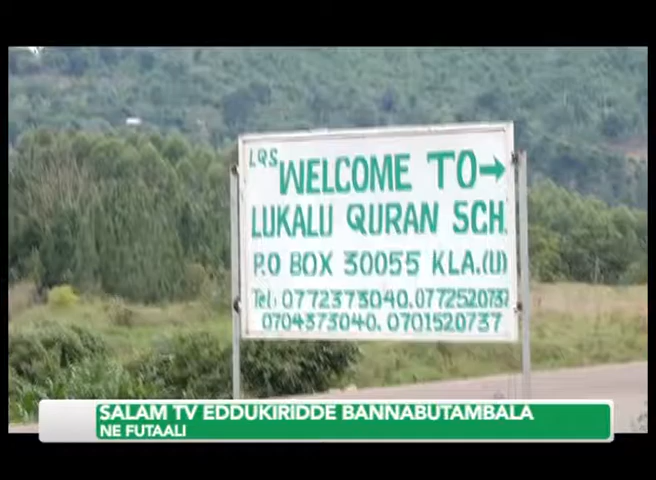 LQS
WELCOME TO →
LUKALU QURAN SCH.
P.O BOX 30055 KLA.(U)
Tel: 0772373040. 0772520737
0704373040. 0701520737
SALAM TV EDDUKIRIDDE BANNABUTAMBALA
NE FUTAALI